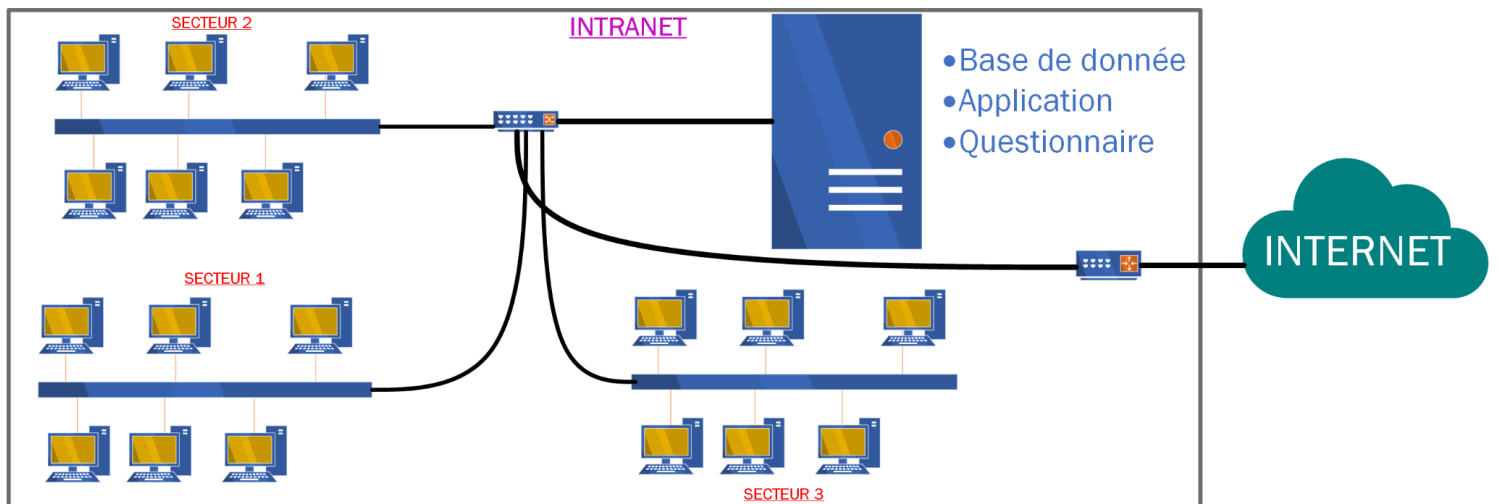 SECTEUR 2
INTRANET
•Base de donnée
•Application
•Questionnaire
INTERNET
SECTEUR 1
SECTEUR 3